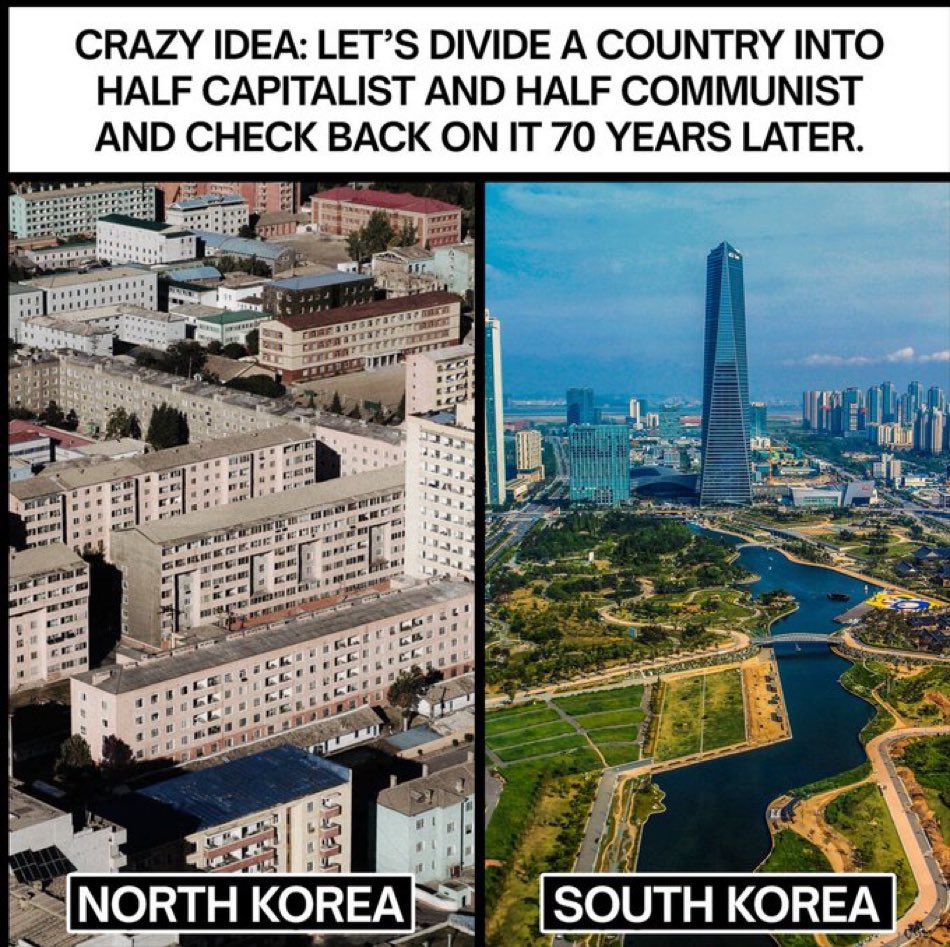 CRAZY IDEA: LET’S DIVIDE A COUNTRY INTO
HALF CAPITALIST AND HALF COMMUNIST
AND CHECK BACK ON IT 70 YEARS LATER.
NORTH KOREA
SOUTH KOREA